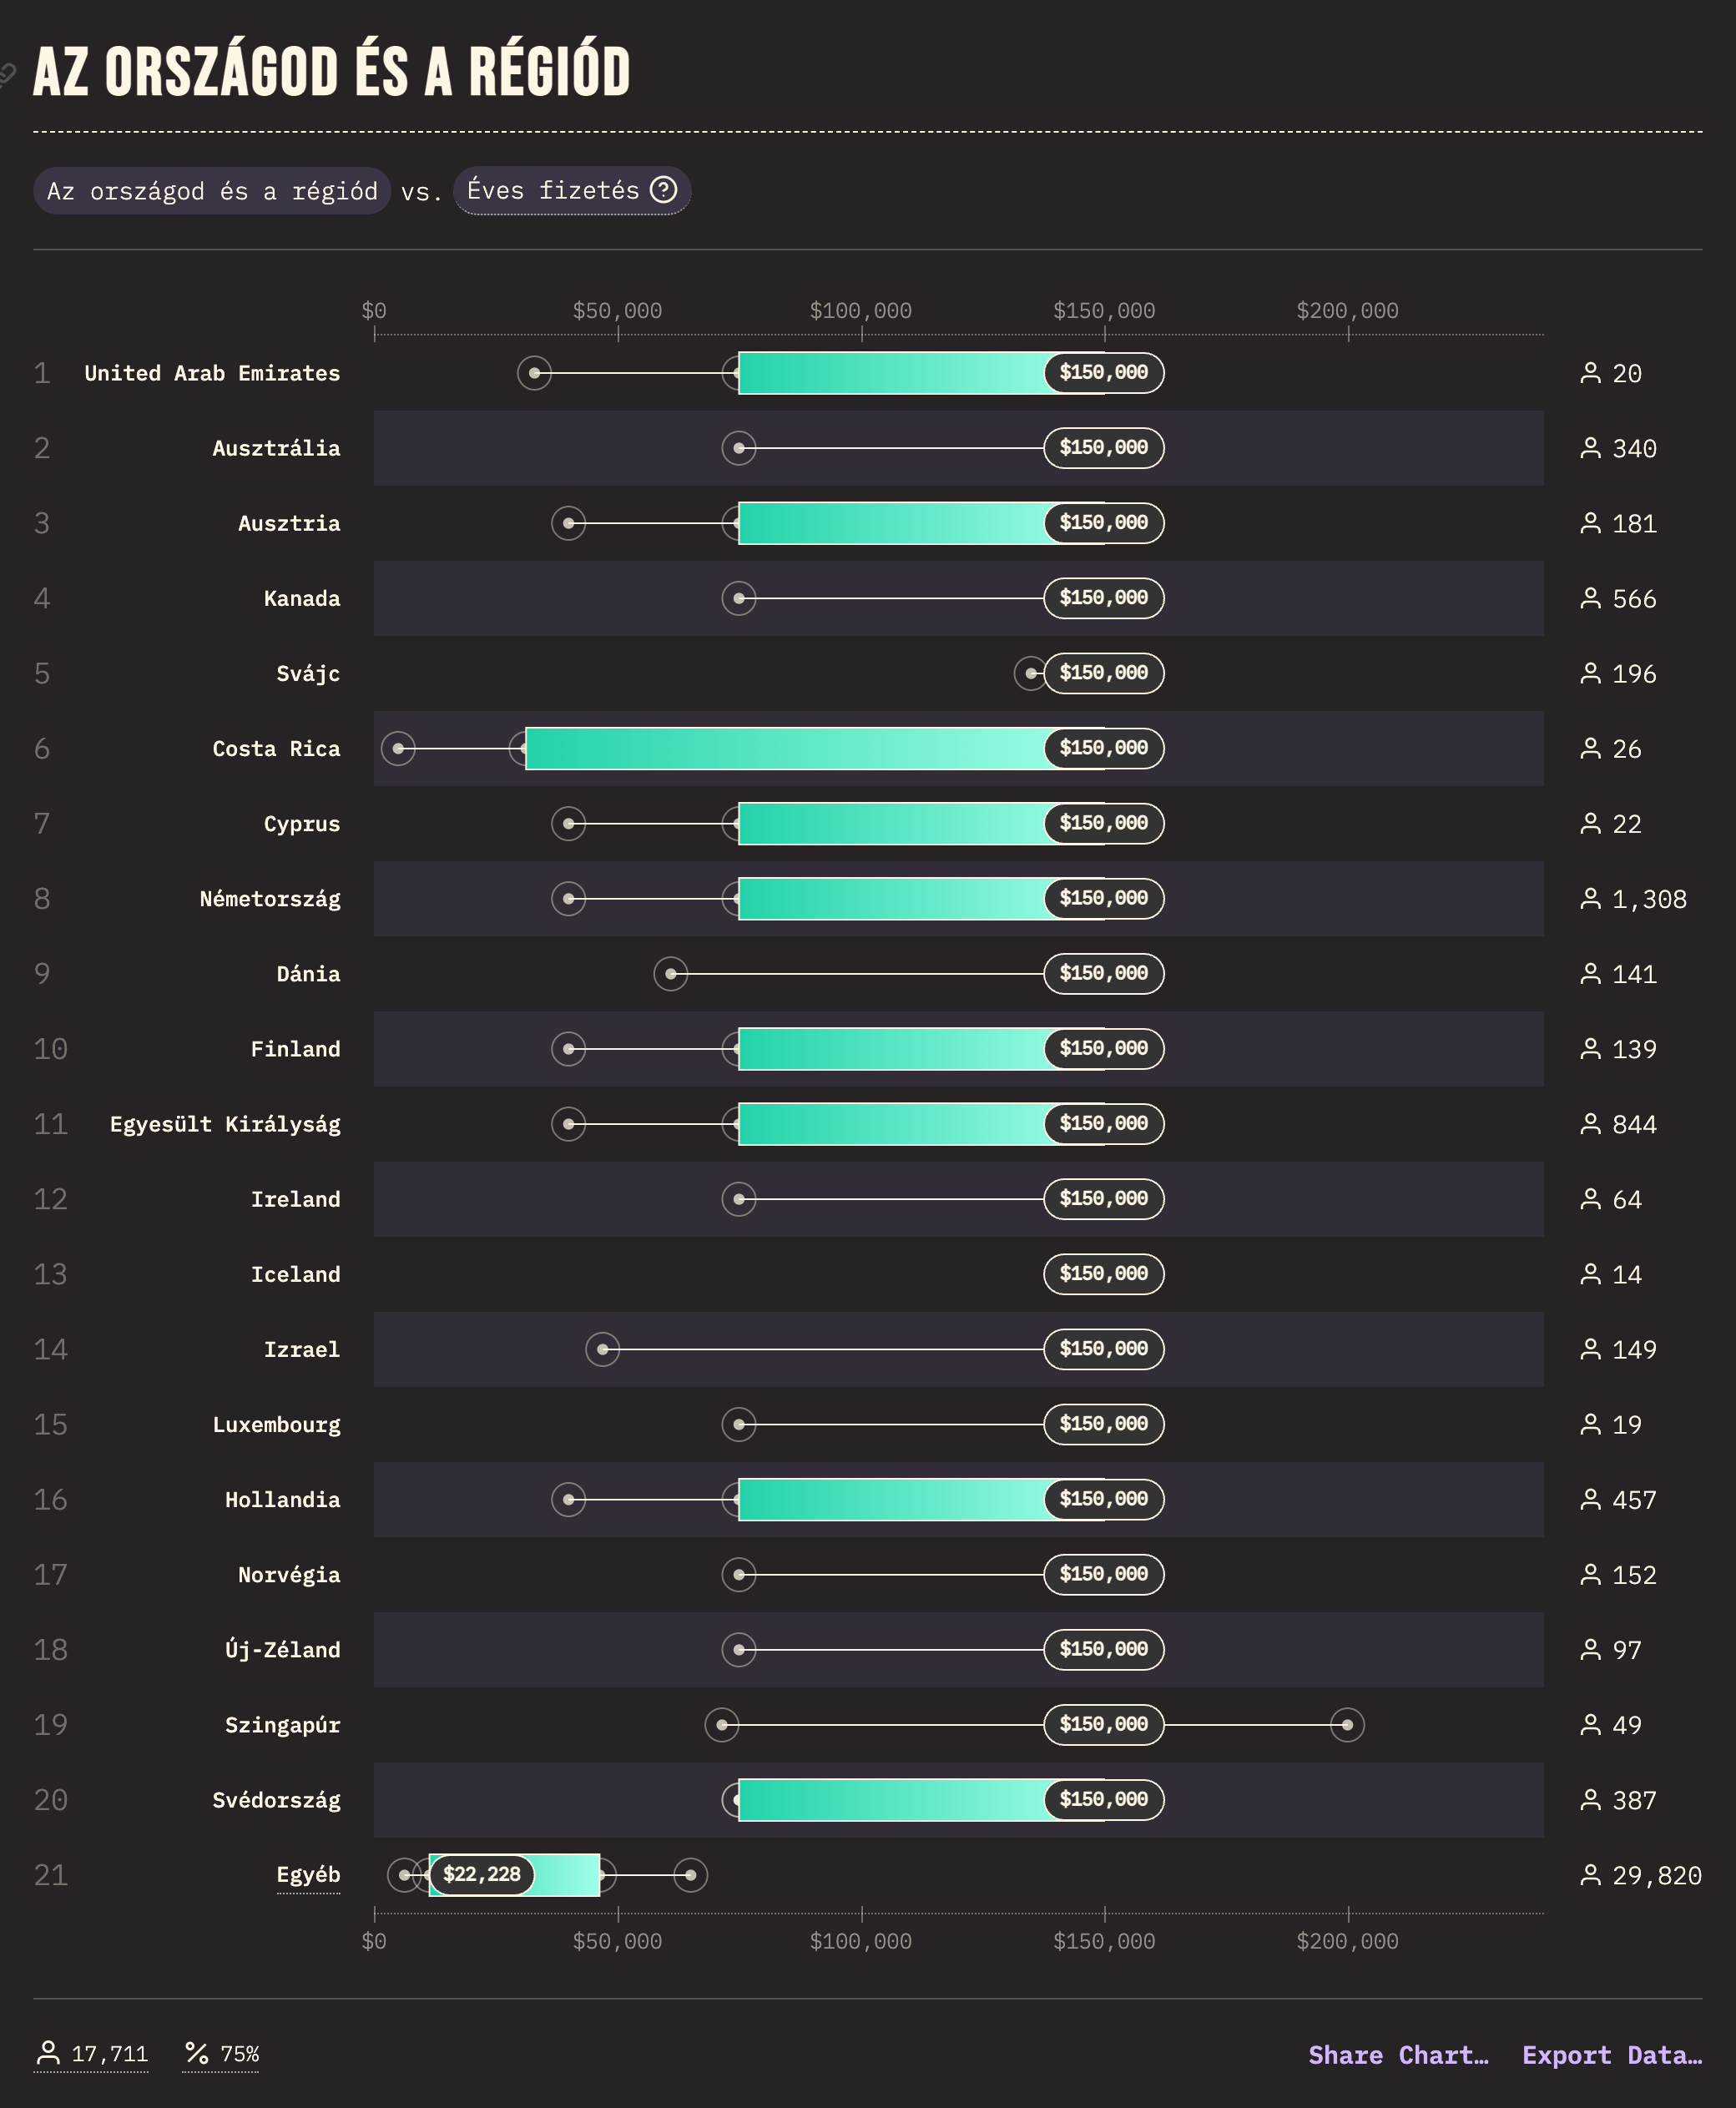 AZ ORSZÁGOD ÉS A RÉGIÓD
Az országod és a régiód vs. Éves fizetés ?
$0 $50,000 $100,000 $150,000 $200,000
1 United Arab Emirates $150,000 20
2 Ausztrália $150,000 340
3 Ausztria $150,000 181
4 Kanada $150,000 566
5 Svájc $150,000 196
6 Costa Rica $150,000 26
7 Cyprus $150,000 22
8 Németország $150,000 1,308
9 Dánia $150,000 141
10 Finland $150,000 139
11 Egyesült Királyság $150,000 844
12 Ireland $150,000 64
13 Iceland $150,000 14
14 Izrael $150,000 149
15 Luxembourg $150,000 19
16 Hollandia $150,000 457
17 Norvégia $150,000 152
18 Új-Zéland $150,000 97
19 Szingapúr $150,000 49
20 Svédország $150,000 387
21 Egyéb $22,228 29,820
$0 $50,000 $100,000 $150,000 $200,000
17,711 % 75% Share Chart… Export Data…